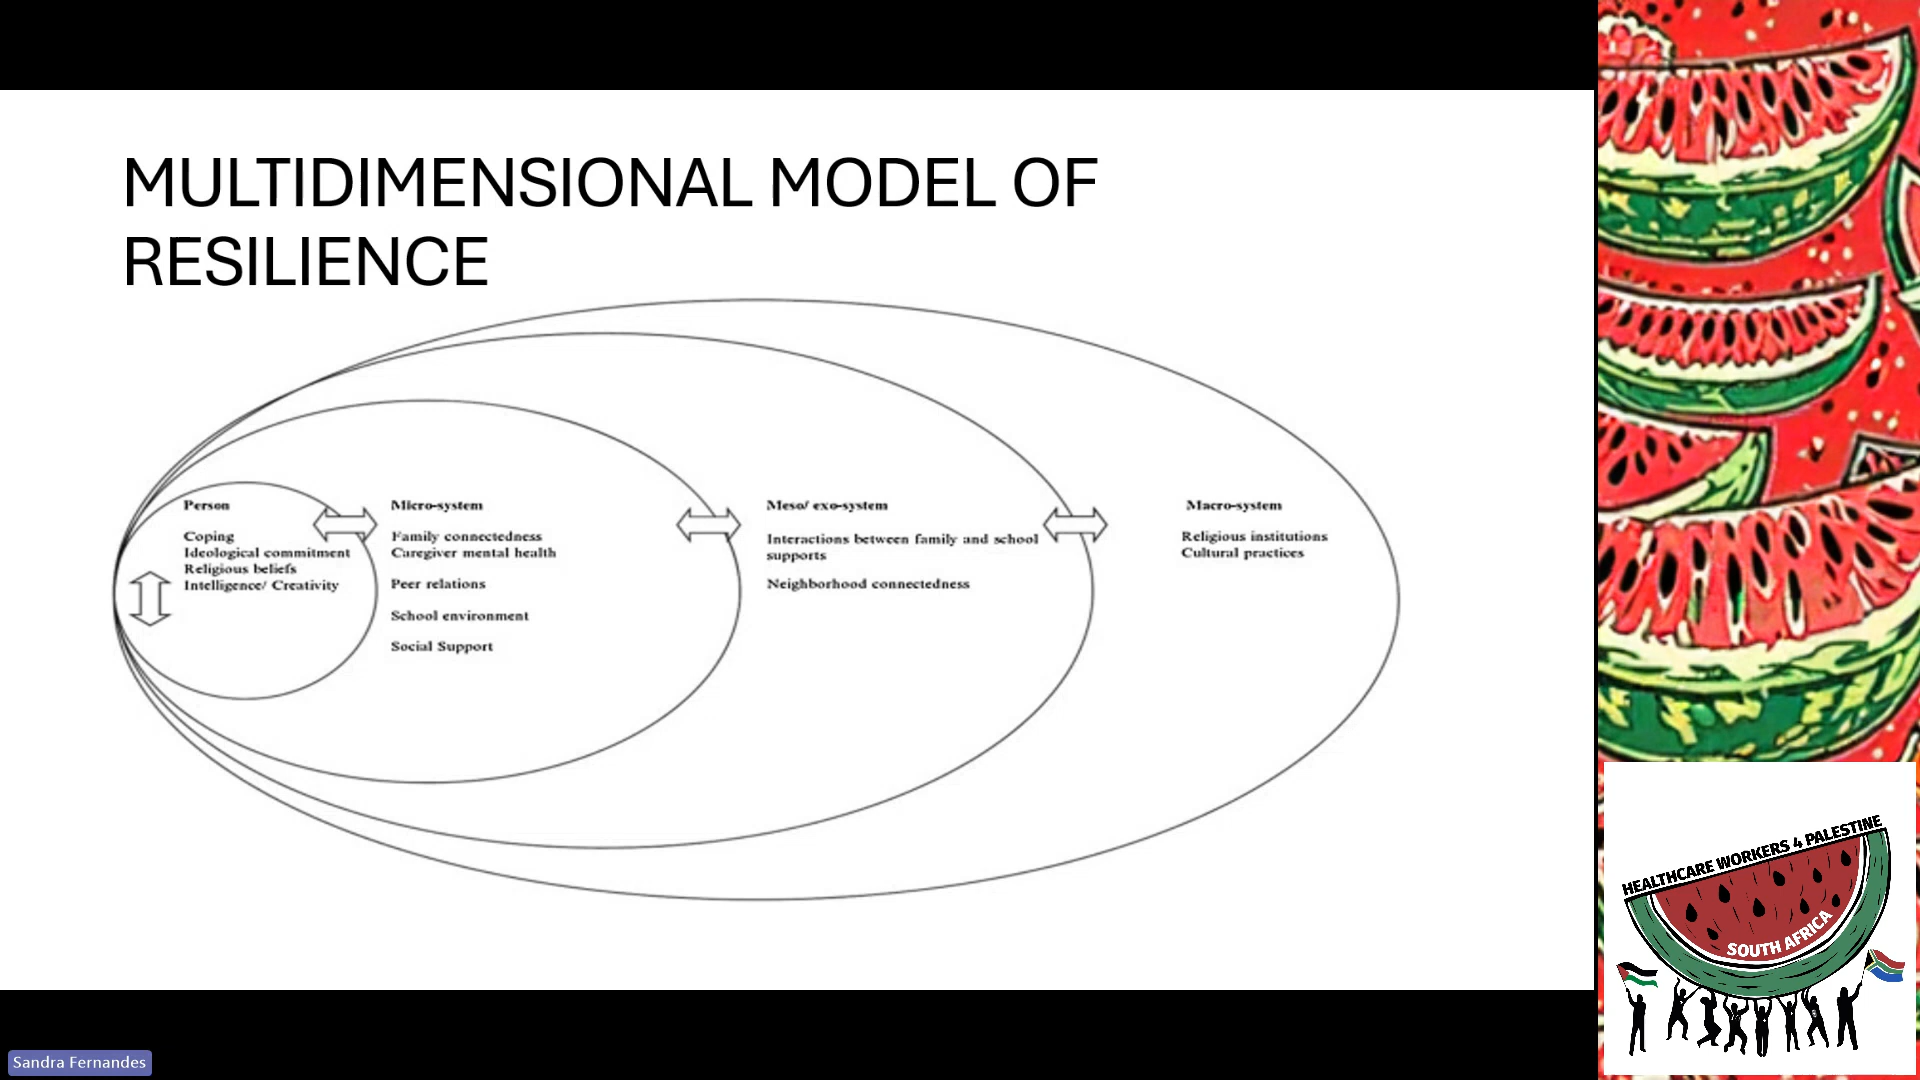 MULTIDIMENSIONAL MODEL OF
RESILIENCE
Person
Coping
Ideological commitment
Religious beliefs
Intelligence/ Creativity
Micro-system
Family connectedness
Caregiver mental health
Peer relations
School environment
Social Support
Meso/ exo-system
Interactions between family and school
supports
Neighborhood connectedness
Macro-system
Religious institutions
Cultural practices
HEALTHCARE WORKERS 4 PALESTINE
SOUTH AFRICA
Sandra Fernandes